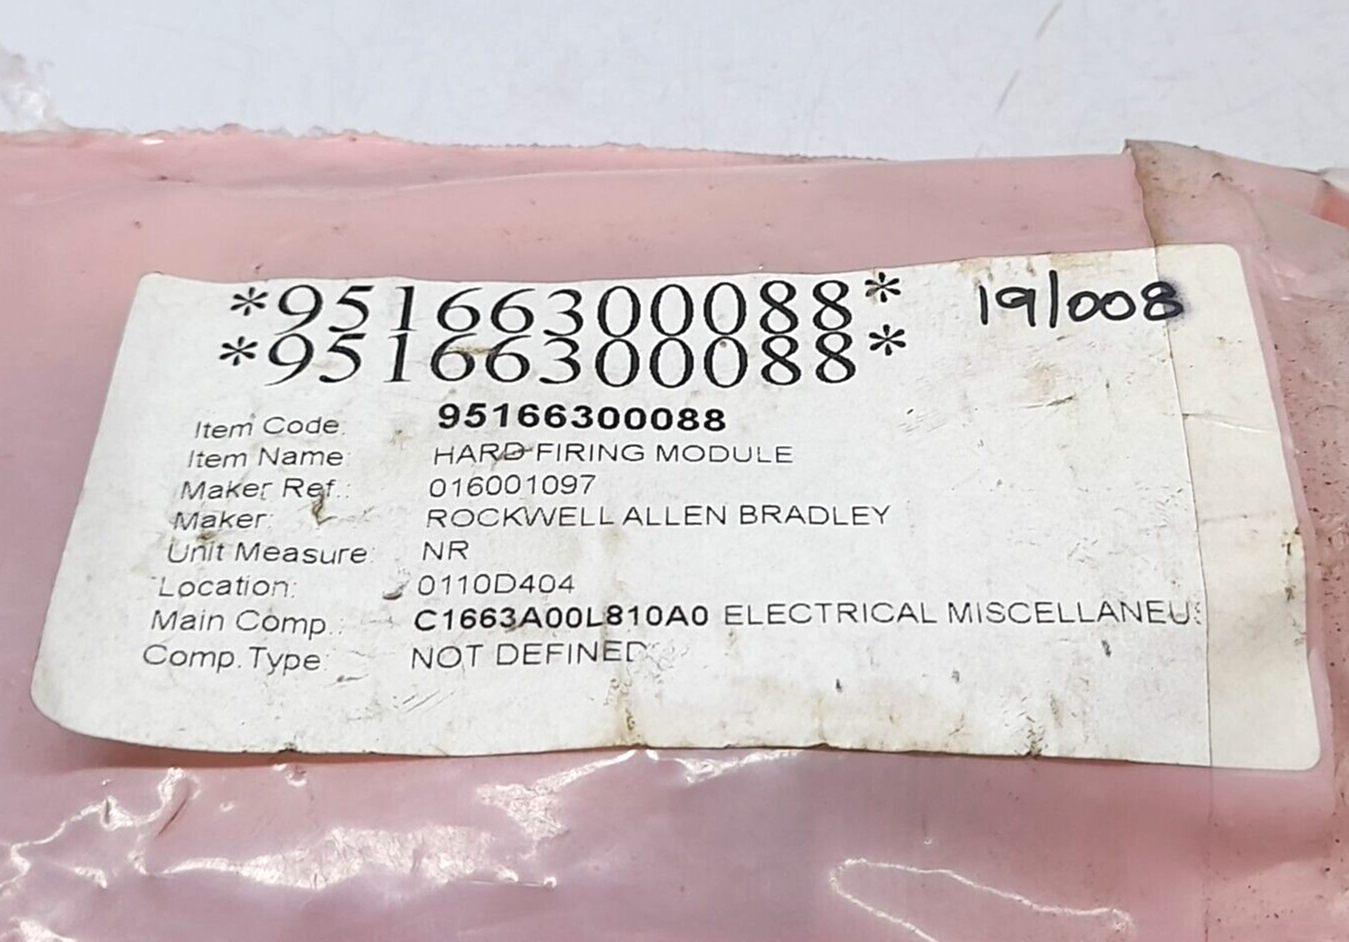 *95166300088* 19/008
*95166300088*
Item Code: 95166300088
Item Name: HARD FIRING MODULE
Maker Ref.: 016001097
Maker: ROCKWELL ALLEN BRADLEY
Unit Measure: NR
Location: 0110D404
Main Comp.: C1663A00L810A0 ELECTRICAL MISCELLANEUS
Comp. Type: NOT DEFINED